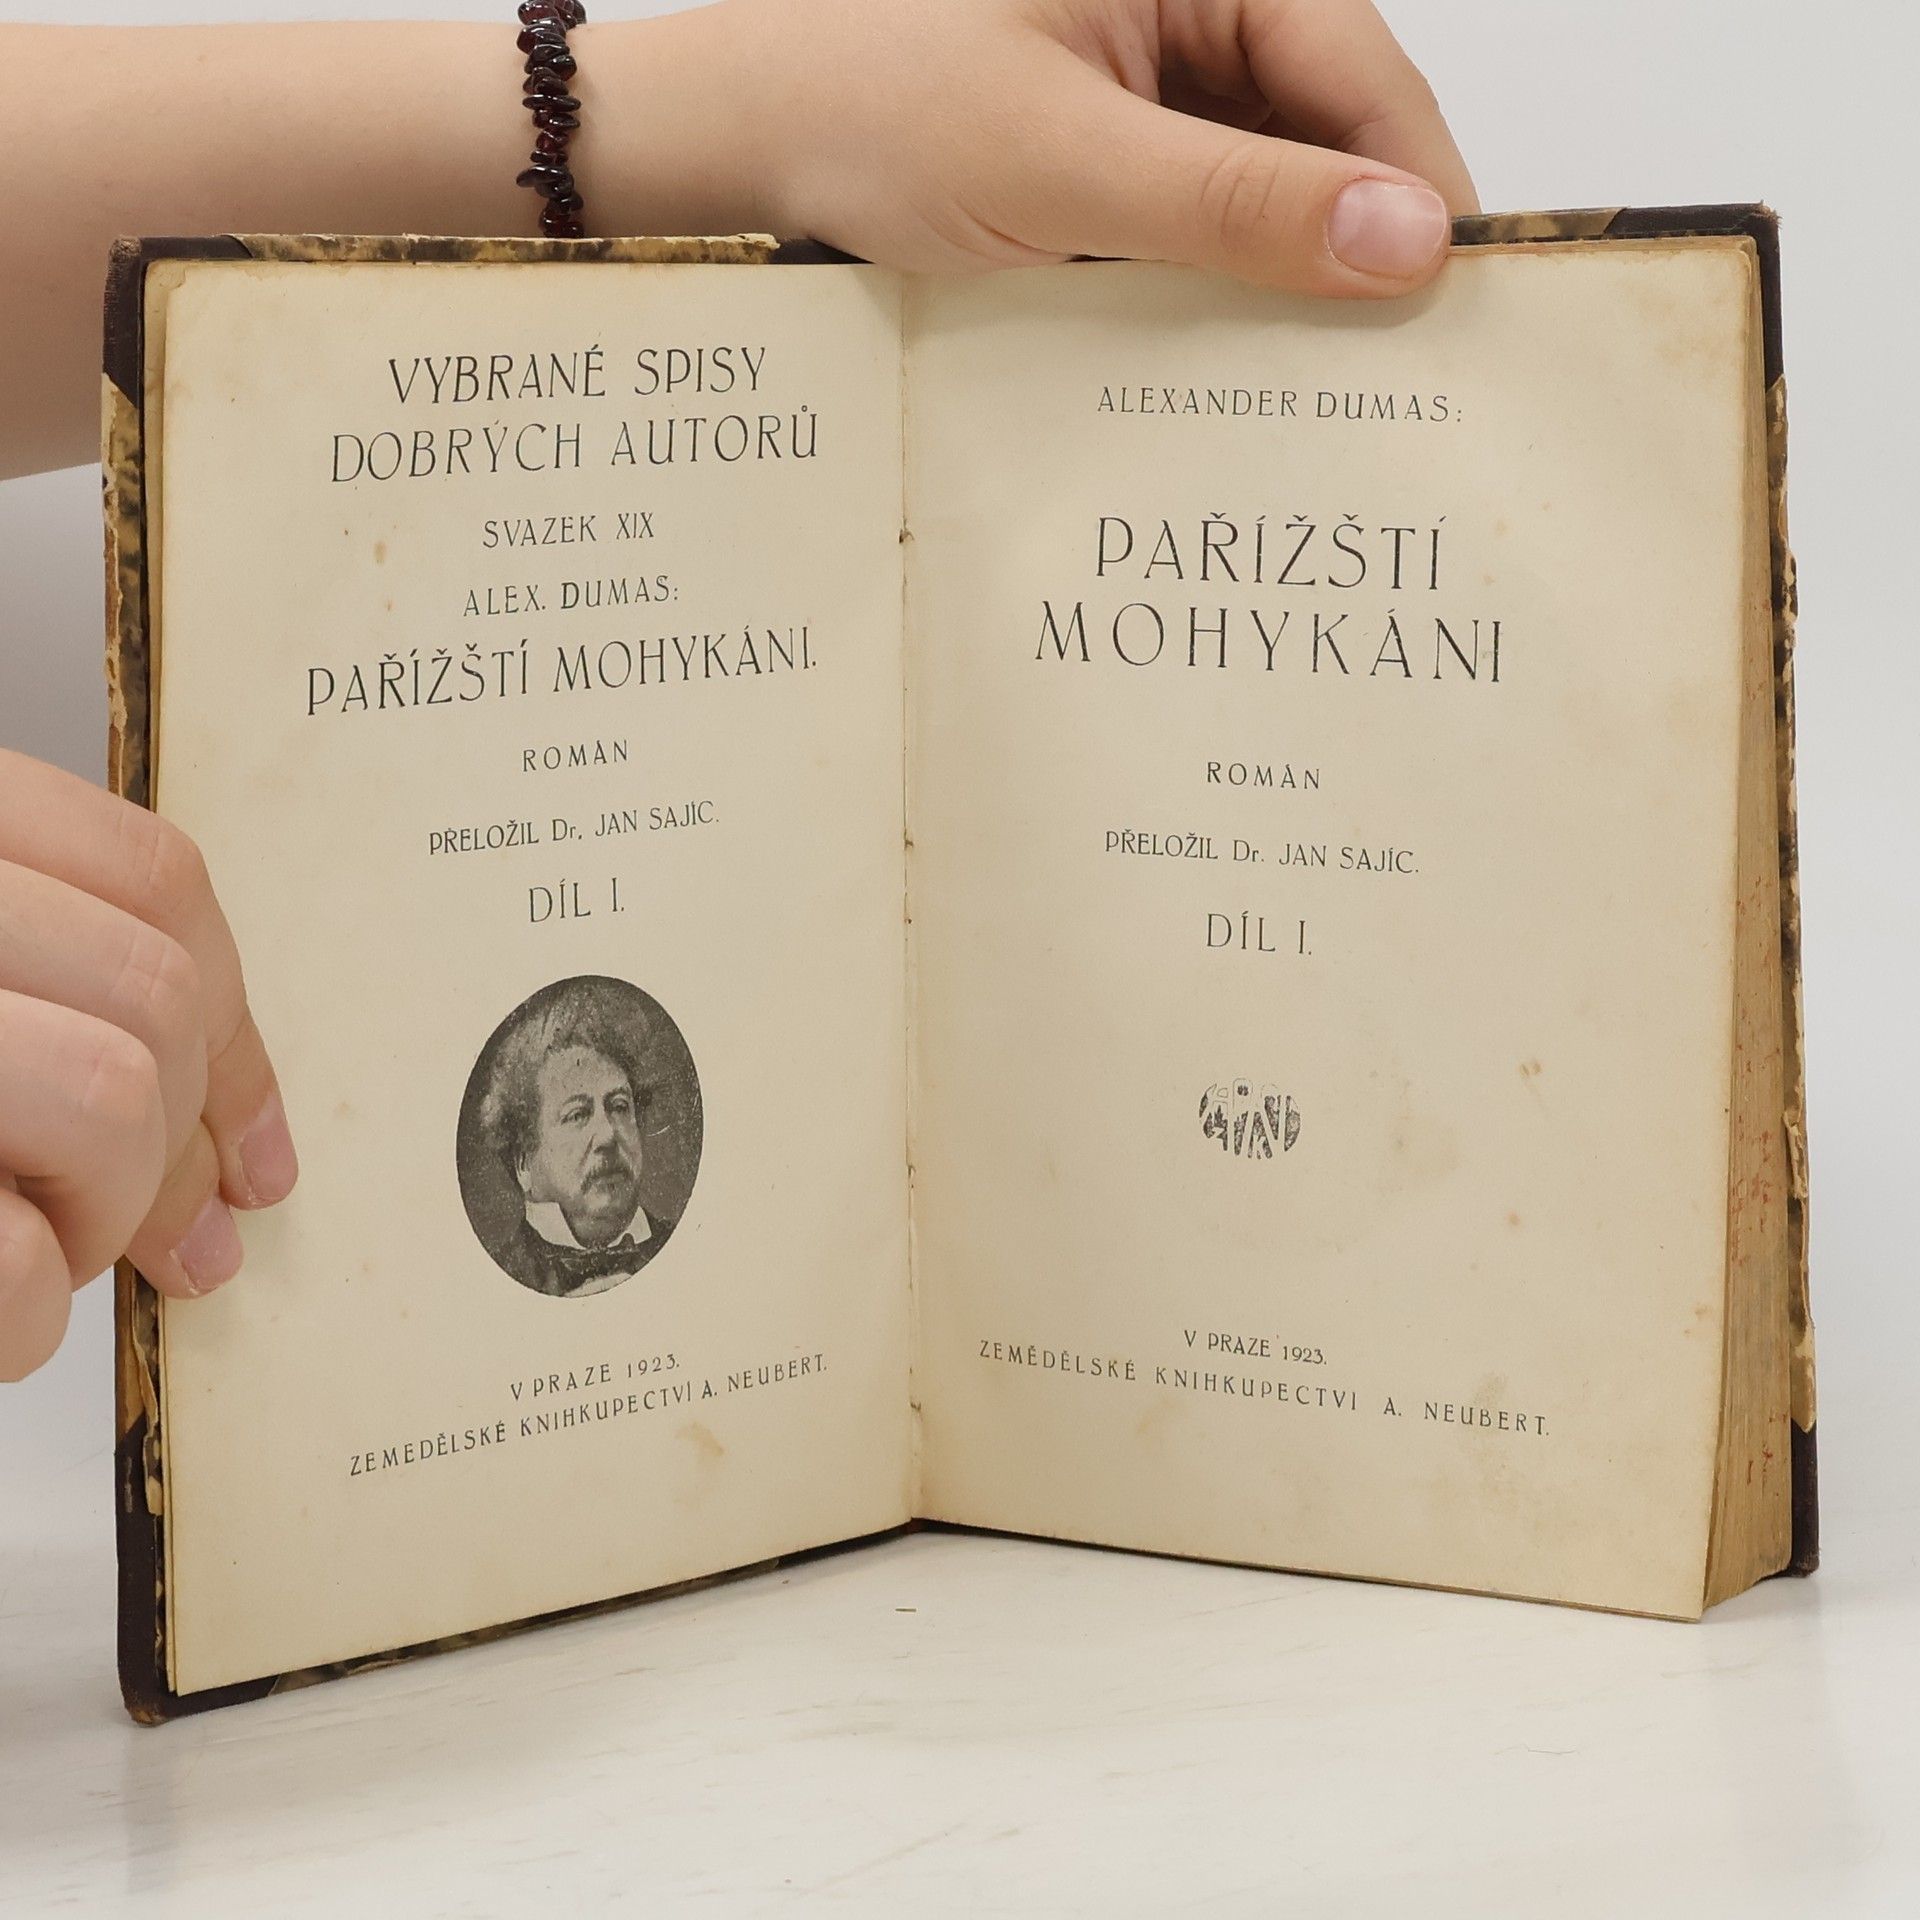 VYBRANÉ SPISY
DOBRÝCH AUTORŮ
SVAZEK XIX
ALEX. DUMAS:
PAŘÍŽŠTÍ MOHYKÁNI.
ROMÁN
PŘELOŽIL Dr. JAN SAJÍC.
DÍL I.
V PRAZE 1923.
ZEMEDĚLSKÉ KNIHKUPECTVÍ A. NEUBERT.
ALEXANDER DUMAS:
PAŘÍŽŠTÍ
MOHYKÁNI
ROMÁN
PŘELOŽIL Dr. JAN SAJÍC.
DÍL I.
V PRAZE 1923.
ZEMĚDĚLSKÉ KNIHKUPECTVÍ A. NEUBERT.